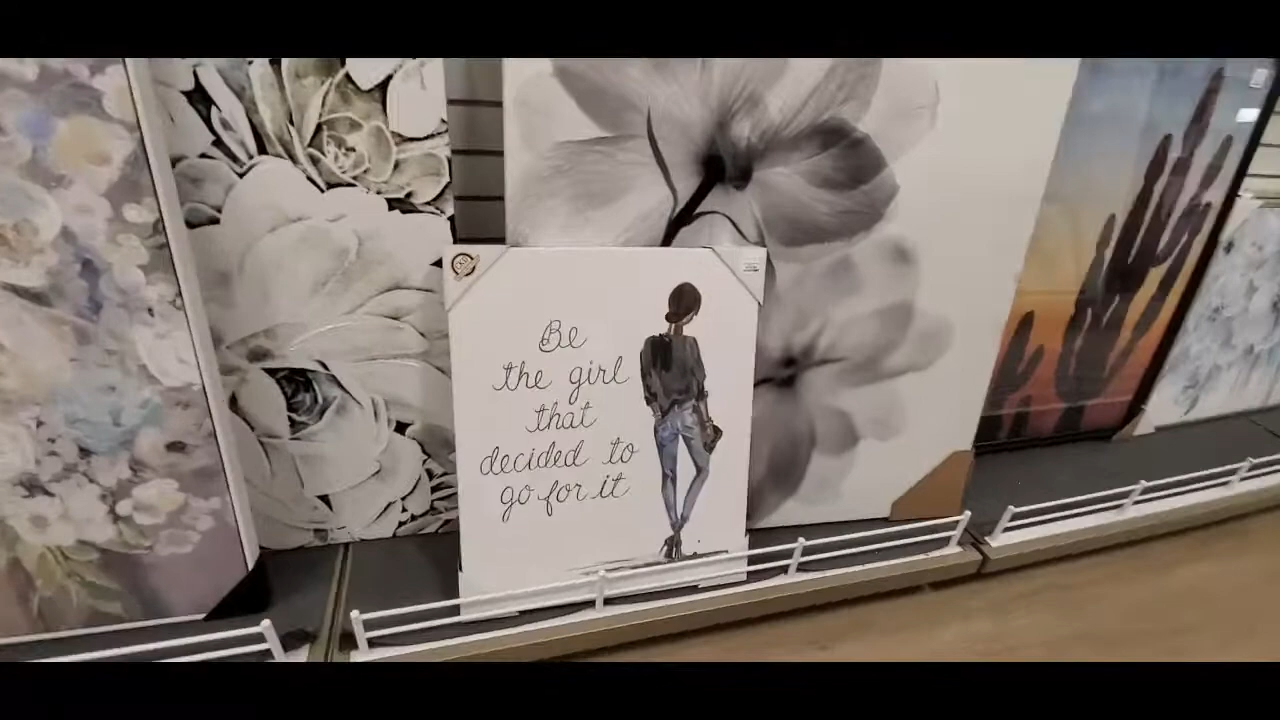 Be
the girl
that
decided to
go for it